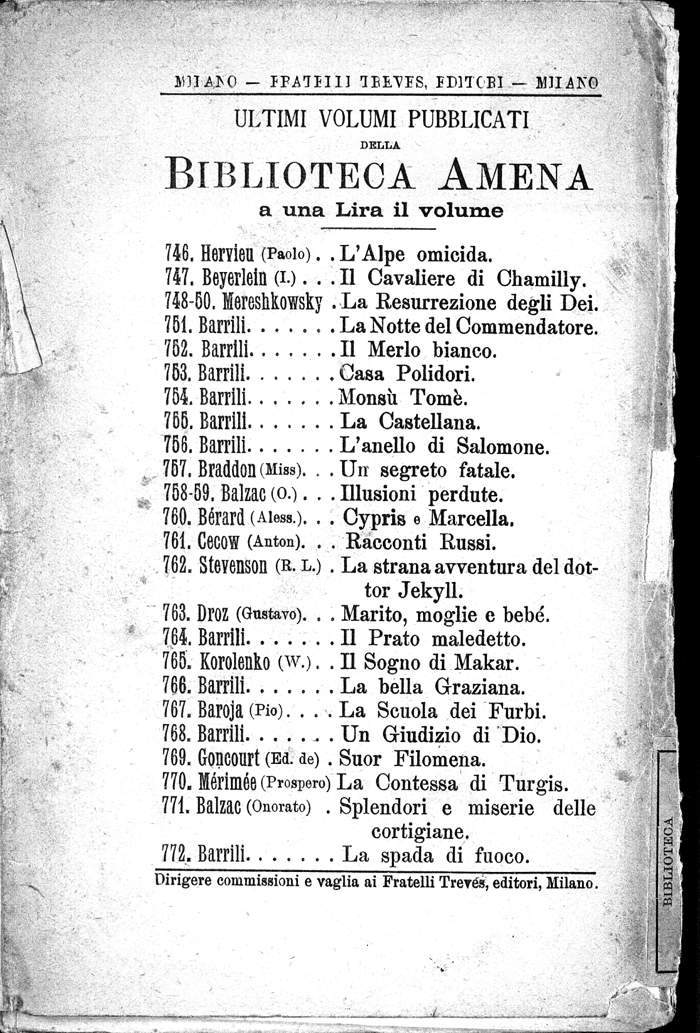 MILANO — FRATELLI TREVES, EDITORI — MILANO
ULTIMI VOLUMI PUBBLICATI
DELLA
BIBLIOTECA AMENA
a una Lira il volume
746. Hervieu (Paolo) . . L'Alpe omicida.
747. Beyerlein (I.) . . . Il Cavaliere di Chamilly.
748-50. Mereshkowsky . La Resurrezione degli Dei.
751. Barrili. . . . . . . La Notte del Commendatore.
752. Barrili. . . . . . . Il Merlo bianco.
753. Barrili. . . . . . . Casa Polidori.
754. Barrili. . . . . . . Monsù Tomè.
755. Barrili. . . . . . . La Castellana.
756. Barrili. . . . . . . L'anello di Salomone.
757. Braddon (Miss). . . Un segreto fatale.
758-59. Balzac (O.) . . . Illusioni perdute.
760. Bérard (Aless.). . . Cypris e Marcella.
761. Cecow (Anton). . . Racconti Russi.
762. Stevenson (R. L.) . La strana avventura del dot-
tor Jekyll.
763. Droz (Gustavo). . . Marito, moglie e bebé.
764. Barrili. . . . . . . Il Prato maledetto.
765. Korolenko (W.). . Il Sogno di Makar.
766. Barrili. . . . . . . La bella Graziana.
767. Baroja (Pio). . . . La Scuola dei Furbi.
768. Barrili. . . . . . . Un Giudizio di Dio.
769. Goncourt (Ed. de) . Suor Filomena.
770. Mérimée (Prospero) La Contessa di Turgis.
771. Balzac (Onorato) . Splendori e miserie delle
cortigiane.
772. Barrili. . . . . . . La spada di fuoco.
Dirigere commissioni e vaglia ai Fratelli Treves, editori, Milano.
BIBLIOTECA